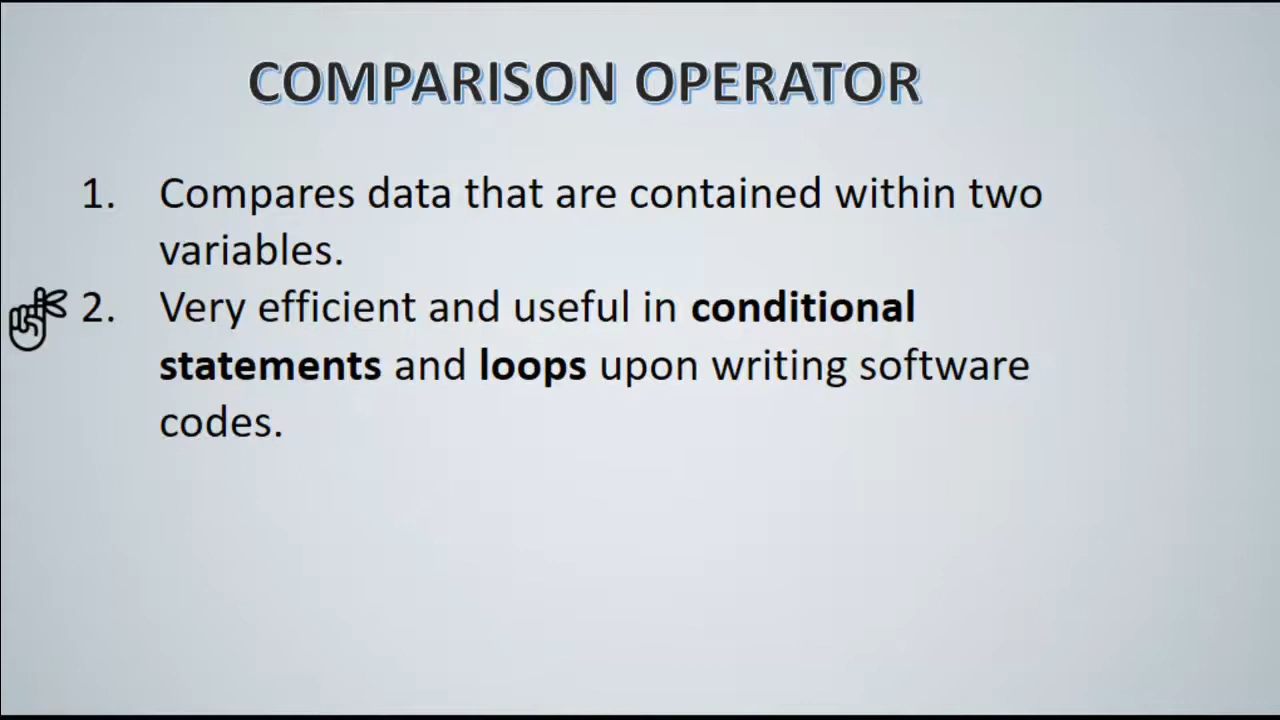 COMPARISON OPERATOR
1. Compares data that are contained within two
variables.
2. Very efficient and useful in conditional
statements and loops upon writing software
codes.